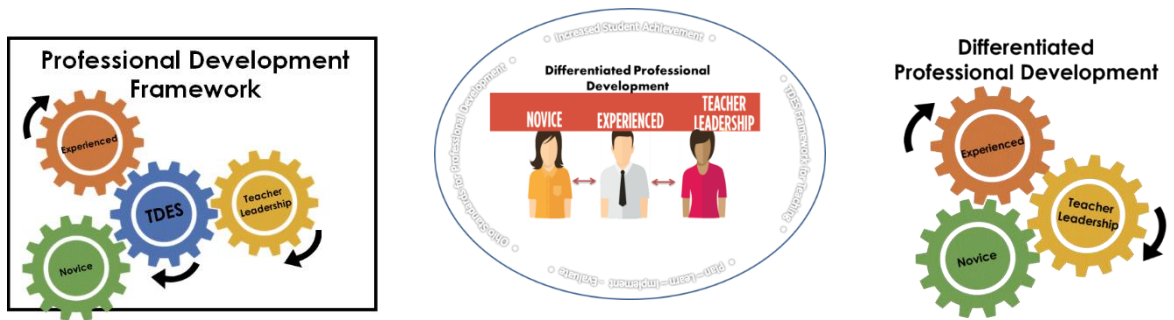 Professional Development
Framework
Experienced
TDES
Teacher
Leadership
Novice
Increased Student Achievement
Ohio Standards for Professional Development
TDES Framework for Teaching
Plan – Learn – Implement - Evaluate
Differentiated Professional
Development
NOVICE
EXPERIENCED
TEACHER
LEADERSHIP
Differentiated
Professional Development
Experienced
Teacher
Leadership
Novice